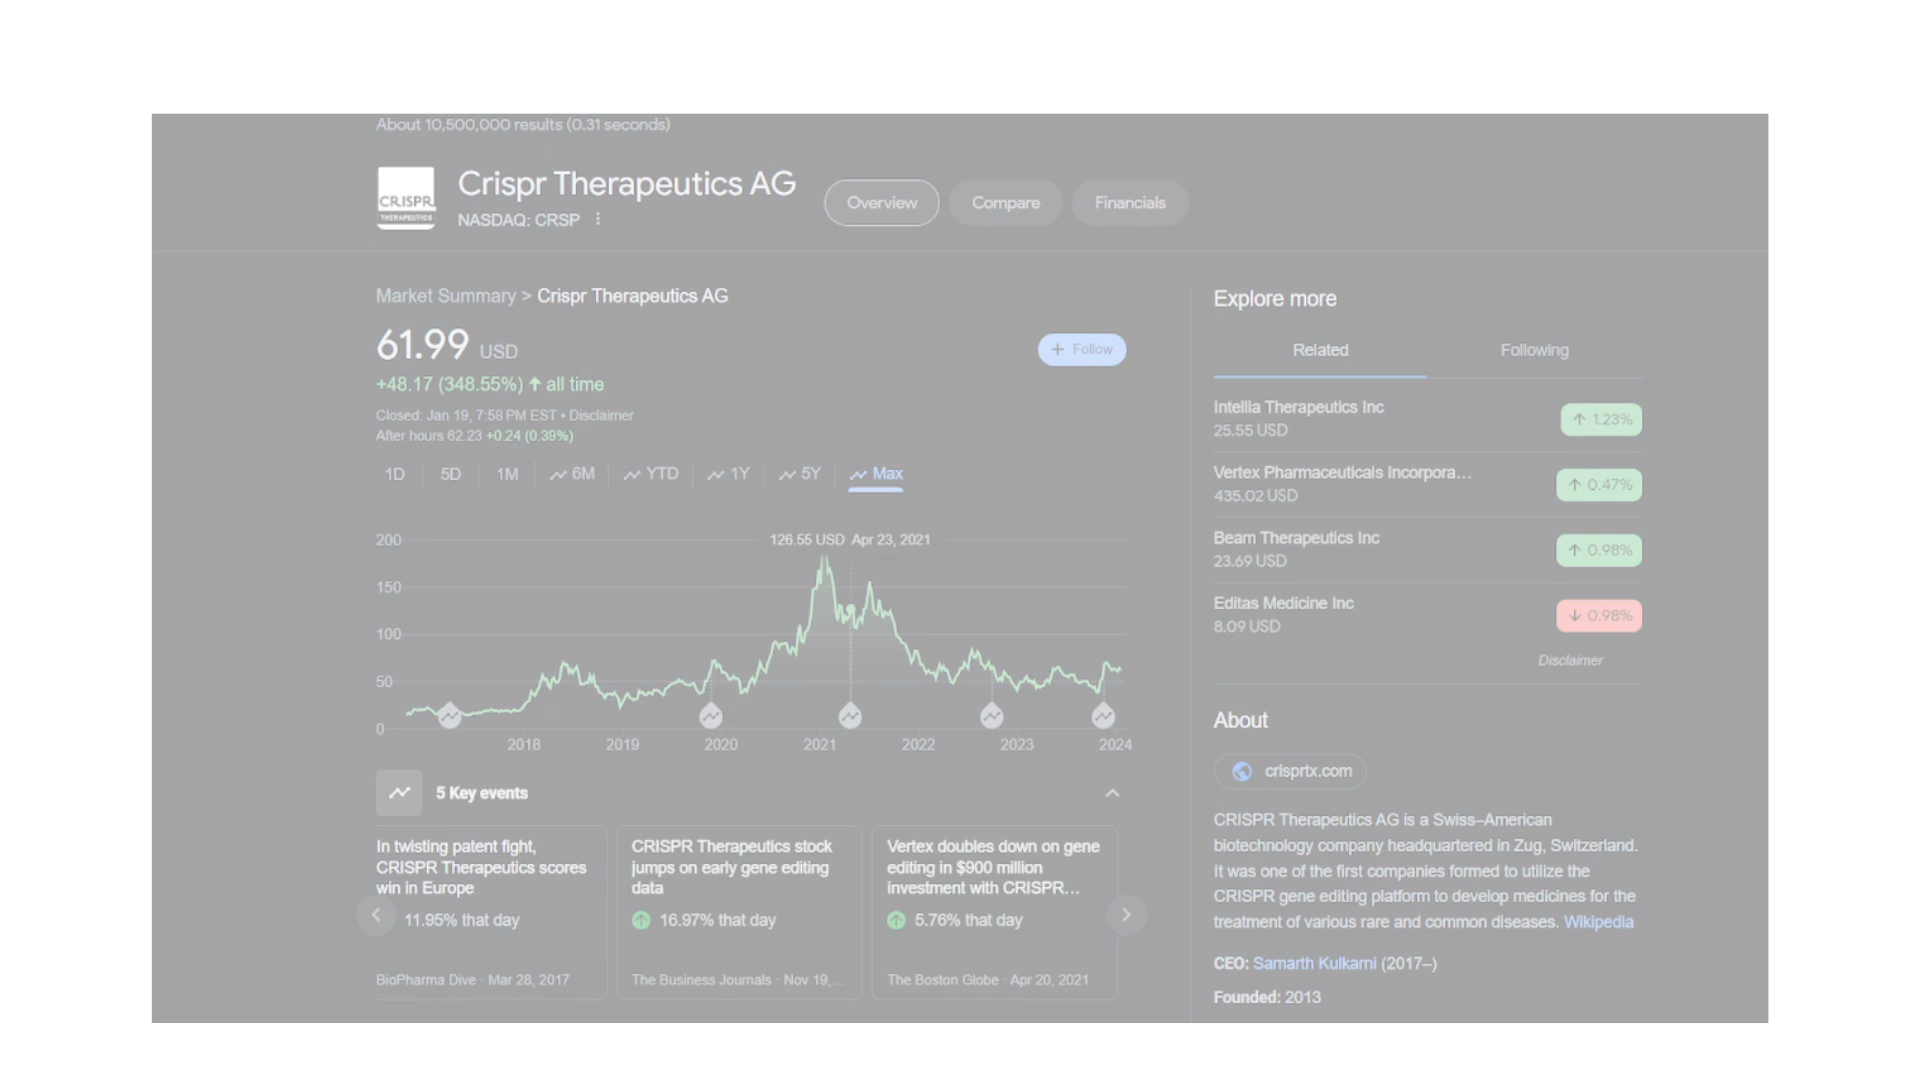 About 10,500,000 results (0.31 seconds)
CRISPR
THERAPEUTICS
Crispr Therapeutics AG
NASDAQ: CRSP
Overview
Compare
Financials
Market Summary > Crispr Therapeutics AG
61.99 USD
+48.17 (348.55%) ↑ all time
Closed: Jan 19, 7:58 PM EST • Disclaimer
After hours 62.23 +0.24 (0.39%)
+ Follow
1D
5D
1M
6M
YTD
1Y
5Y
Max
126.55 USD Apr 23, 2021
200
150
100
50
0
2018
2019
2020
2021
2022
2023
2024
5 Key events
In twisting patent fight,
CRISPR Therapeutics scores
win in Europe
11.95% that day
BioPharma Dive · Mar 28, 2017
CRISPR Therapeutics stock
jumps on early gene editing
data
16.97% that day
The Business Journals · Nov 19,...
Vertex doubles down on gene
editing in $900 million
investment with CRISPR...
5.76% that day
The Boston Globe · Apr 20, 2021
Explore more
Related
Following
Intellia Therapeutics Inc
25.55 USD
↑ 1.23%
Vertex Pharmaceuticals Incorpora...
435.02 USD
↑ 0.47%
Beam Therapeutics Inc
23.69 USD
↑ 0.98%
Editas Medicine Inc
8.09 USD
↓ 0.98%
Disclaimer
About
crisprtx.com
CRISPR Therapeutics AG is a Swiss–American
biotechnology company headquartered in Zug, Switzerland.
It was one of the first companies formed to utilize the
CRISPR gene editing platform to develop medicines for the
treatment of various rare and common diseases. Wikipedia
CEO: Samarth Kulkarni (2017–)
Founded: 2013